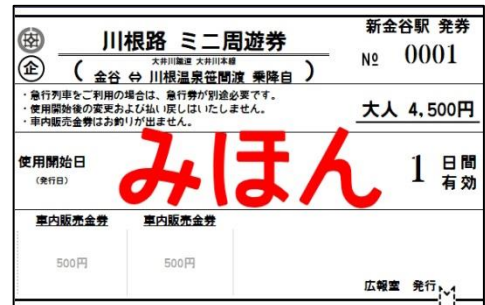 新金谷駅 発券
川根路 ミニ周遊券
№ 0001
企
大井川鐵道 大井川本線
( 金谷 ⇔ 川根温泉笹間渡 乗降自 )
・急行列車をご利用の場合は、急行券が別途必要です。
・使用開始後の変更および払い戻しはいたしません。
・車内販売金券はお釣りが出ません。
大人 4,500円
みほん
使用開始日
(発行日)
1 日間有効
車内販売金券 車内販売金券
500円 500円
広報室 発行